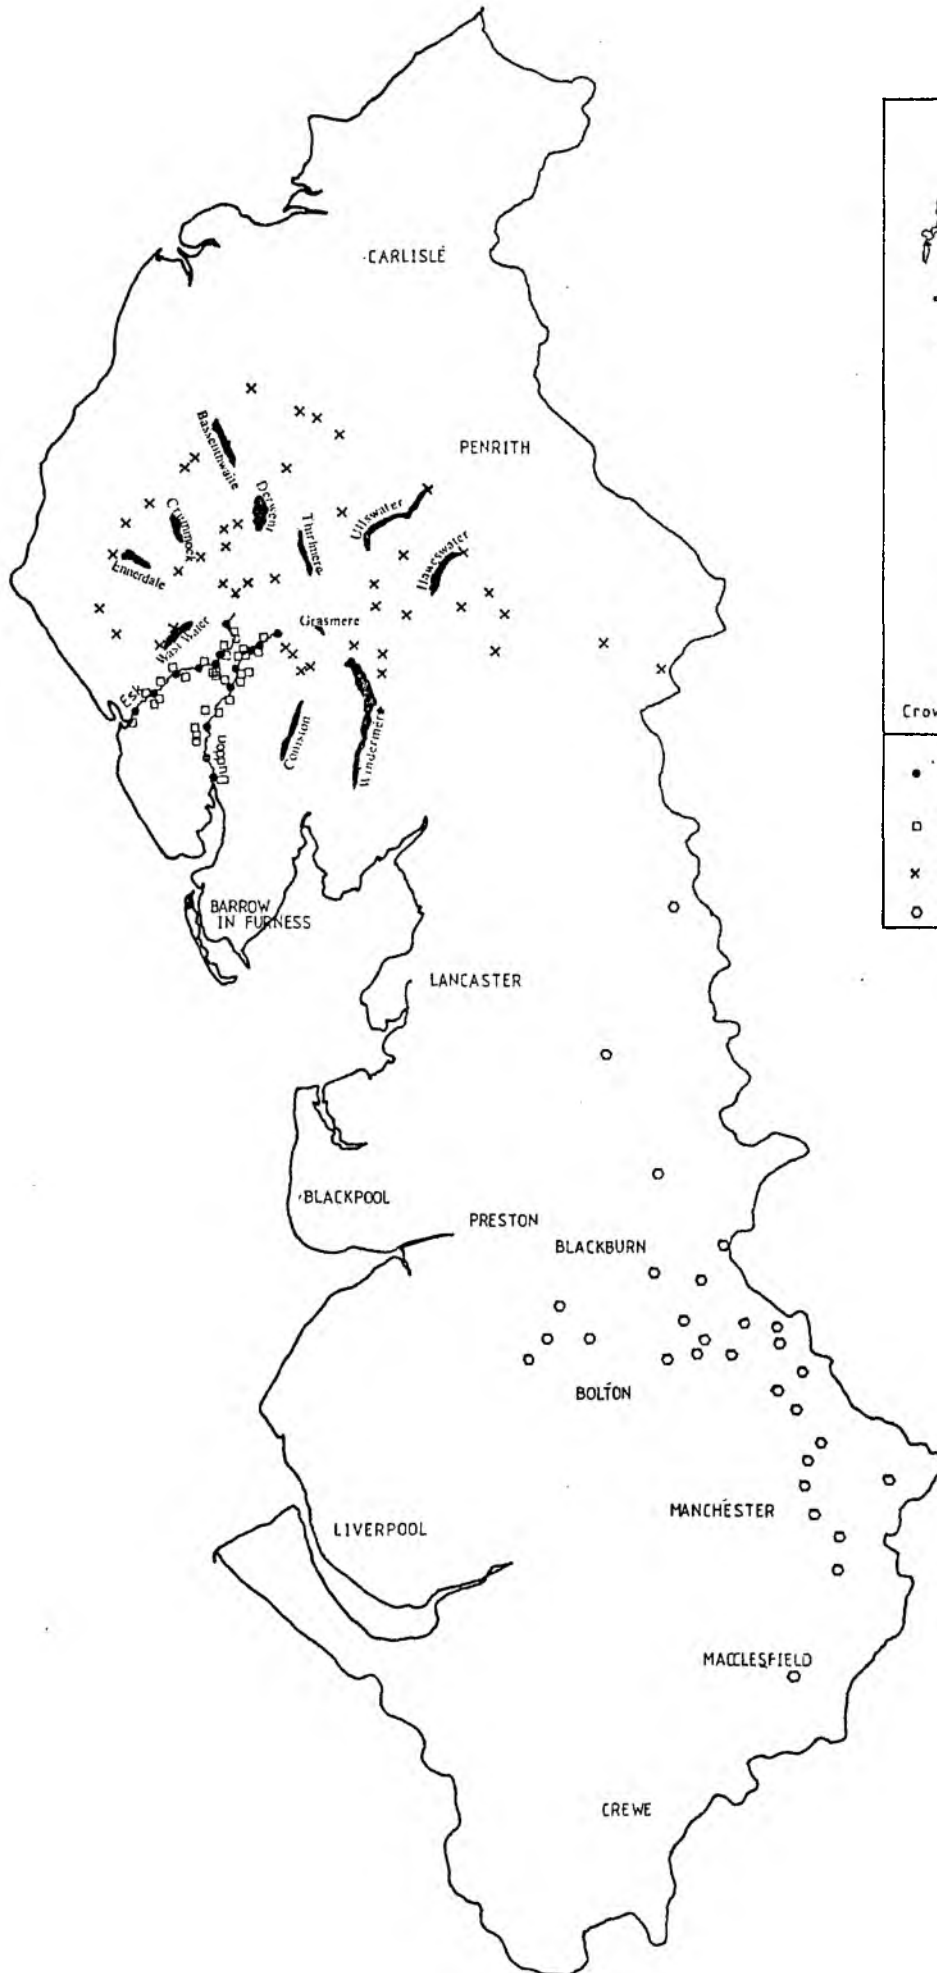 CARLISLE
PENRITH
Bassenthwaite
Derwent
Crummock
Thirlmere
Ullswater
Haweswater
Ennerdale
Wast Water
Grasmere
Esk
Duddon
Coniston
Windermere
Crow
BARROW
IN FURNESS
LANCASTER
BLACKPOOL
PRESTON
BLACKBURN
BOLTON
MANCHESTER
LIVERPOOL
MACCLESFIELD
CREWE